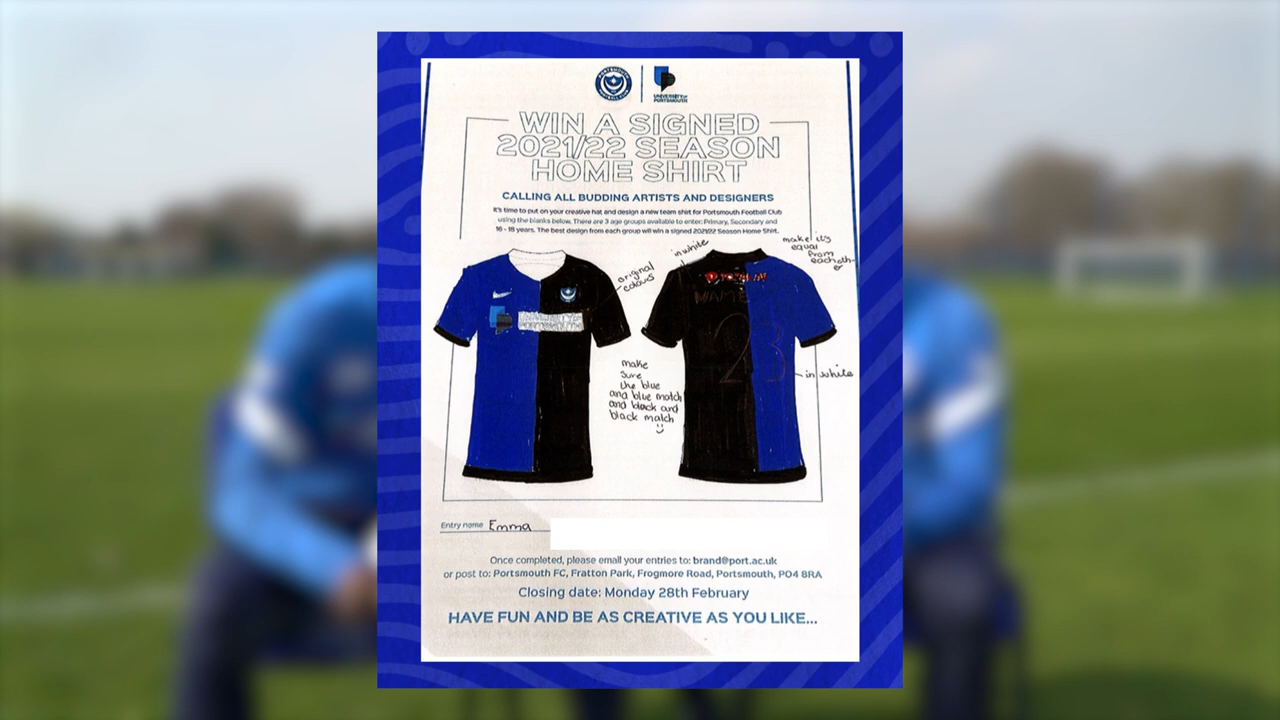 PORTSMOUTH
UNIVERSITY OF
PORTSMOUTH
WIN A SIGNED
2021/22 SEASON
HOME SHIRT
CALLING ALL BUDDING ARTISTS AND DESIGNERS
It's time to put on your creative hat and design a new team shirt for Portsmouth Football Club
using the blanks below. There are 3 age groups available to enter: Primary, Secondary and
16 - 18 years. The best design from each group will win a signed 2021/22 Season Home Shirt.
original
colours
in white
make it's
equal
from
eachoth-
er
NAME
23
in white
make
sure
the blue
and blue match
and black and
black match
Entry name Emma
Once completed, please email your entries to: brand@port.ac.uk
or post to: Portsmouth FC, Fratton Park, Frogmore Road, Portsmouth, PO4 8RA
Closing date: Monday 28th February
HAVE FUN AND BE AS CREATIVE AS YOU LIKE...